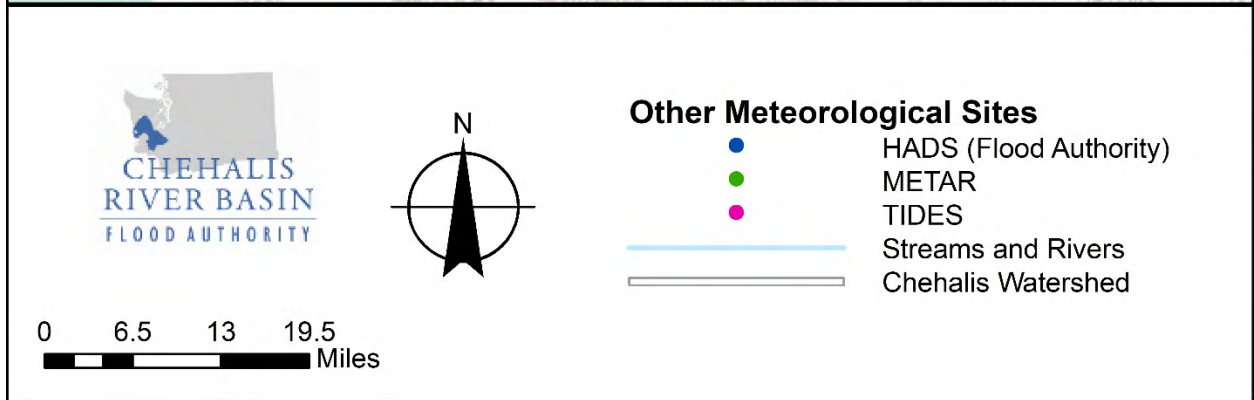 CHEHALIS
RIVER BASIN
FLOOD AUTHORITY
N
0 6.5 13 19.5
Miles
Other Meteorological Sites
HADS (Flood Authority)
METAR
TIDES
Streams and Rivers
Chehalis Watershed